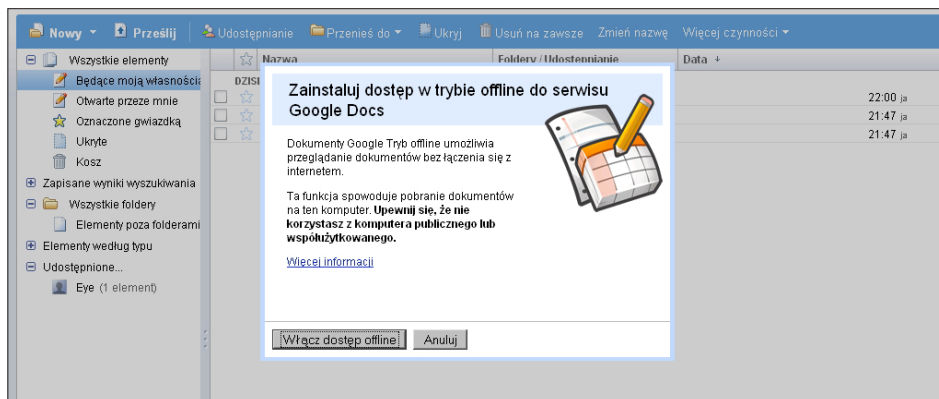 Nowy Prześlij Udostępnianie Przenieś do Ukryj Usuń na zawsze Zmień nazwę Więcej czynności
Wszystkie elementy
Będące moją własnością
Otwarte przeze mnie
Oznaczone gwiazdką
Ukryte
Kosz
Zapisane wyniki wyszukiwania
Wszystkie foldery
Elementy poza folderami
Elementy według typu
Udostępnione...
Eye (1 element)
Nazwa Foldery / Udostępnianie Data
DZISI
22:00 ja
21:47 ja
21:47 ja
Zainstaluj dostęp w trybie offline do serwisu
Google Docs
Dokumenty Google Tryb offline umożliwia
przeglądanie dokumentów bez łączenia się z
internetem.
Ta funkcja spowoduje pobranie dokumentów
na ten komputer. Upewnij się, że nie
korzystasz z komputera publicznego lub
współużytkowanego.
Więcej informacji
Włącz dostęp offline Anuluj